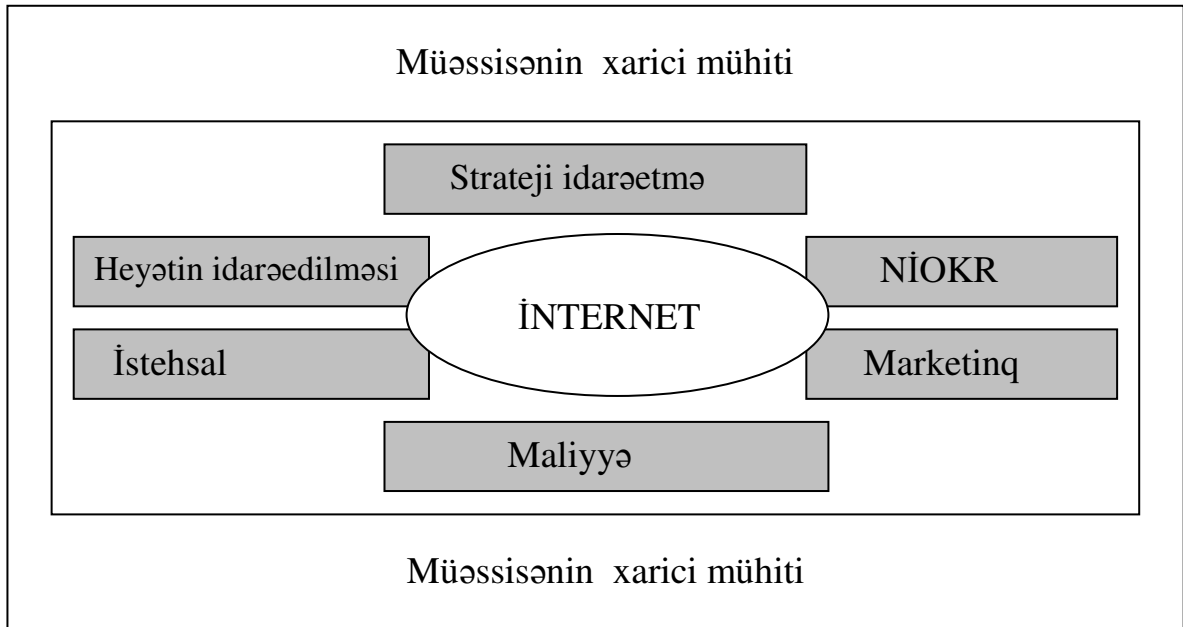 Müəssisənin xarici mühiti
Strateji idarəetmə
Heyətin idarəedilməsi
NİOKR
İNTERNET
İstehsal
Marketinq
Maliyyə
Müəssisənin xarici mühiti